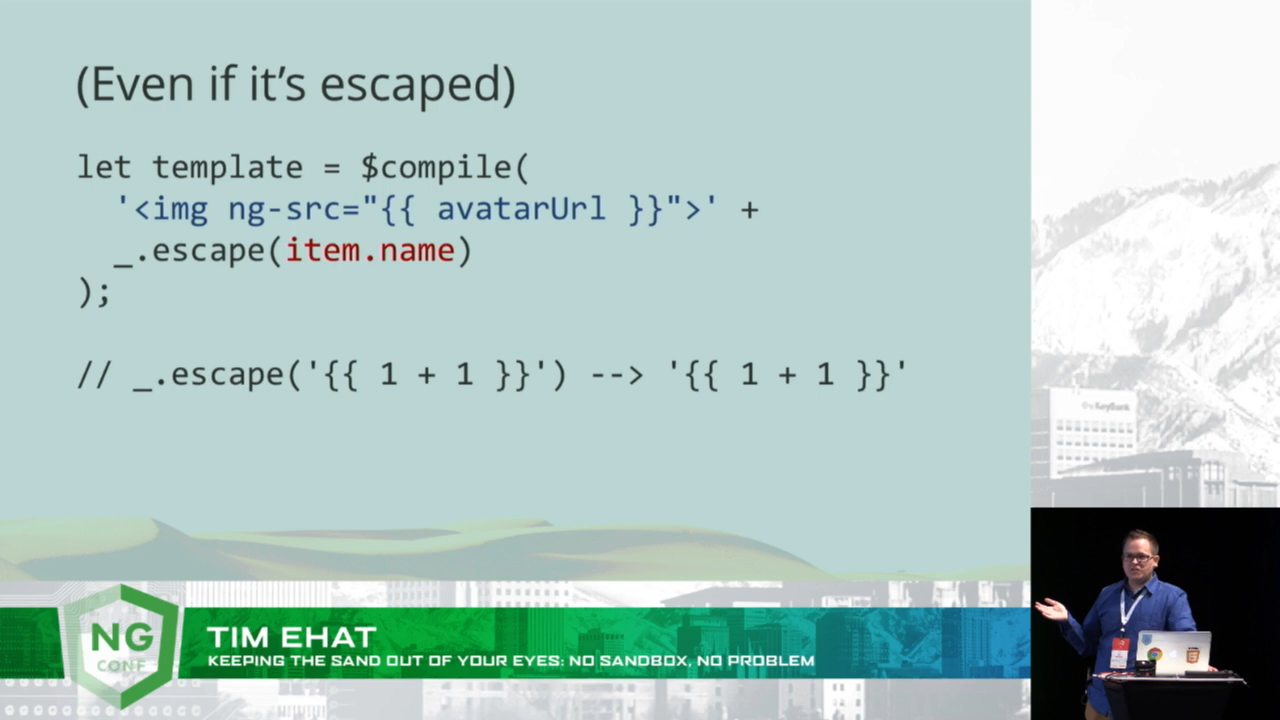 (Even if it's escaped)
let template = $compile(
'<img ng-src="{{ avatarUrl }}">' +
_.escape(item.name)
);
// _.escape('{{ 1 + 1 }}') --> '{{ 1 + 1 }}'
KeyBank
NG
CONF
TIM EHAT
KEEPING THE SAND OUT OF YOUR EYES: NO SANDBOX, NO PROBLEM